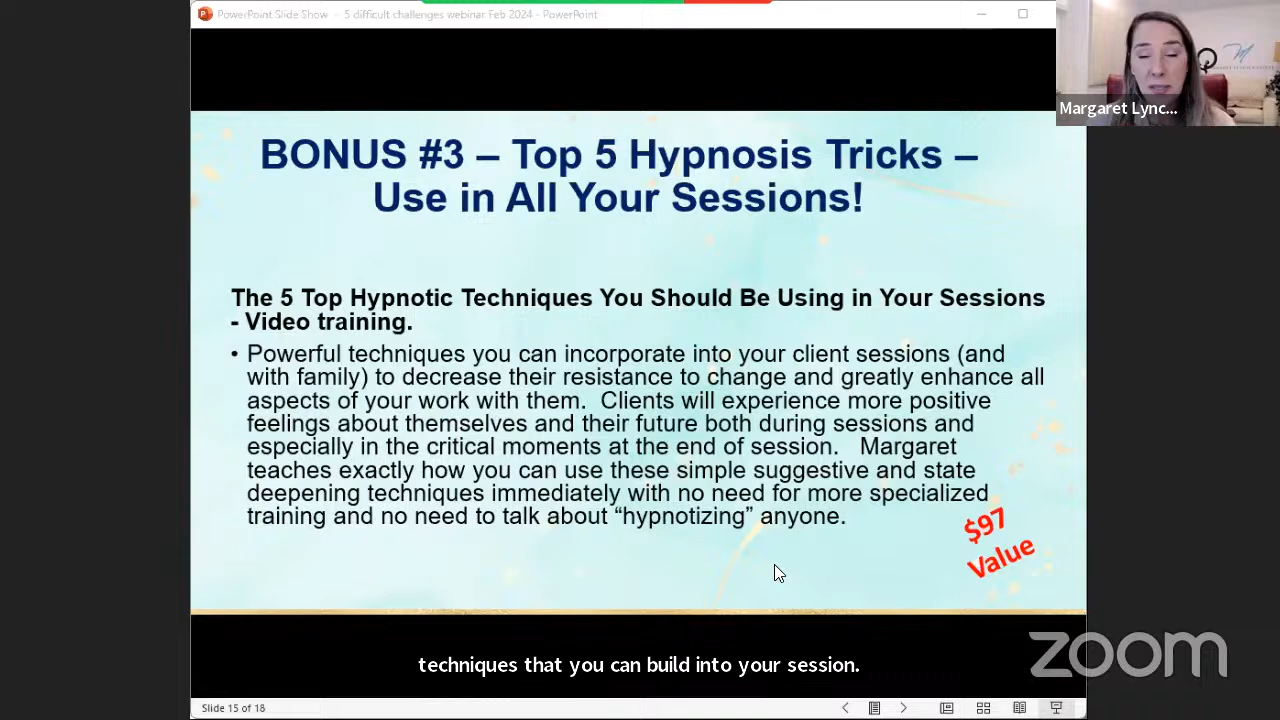 PowerPoint Slide Show - 5 difficult challenges webinar Feb 2024 - PowerPoint
Margaret Lync...
BONUS #3 – Top 5 Hypnosis Tricks –
Use in All Your Sessions!
The 5 Top Hypnotic Techniques You Should Be Using in Your Sessions
- Video training.
• Powerful techniques you can incorporate into your client sessions (and
with family) to decrease their resistance to change and greatly enhance all
aspects of your work with them. Clients will experience more positive
feelings about themselves and their future both during sessions and
especially in the critical moments at the end of session. Margaret
teaches exactly how you can use these simple suggestive and state
deepening techniques immediately with no need for more specialized
training and no need to talk about “hypnotizing” anyone.
$97
Value
techniques that you can build into your session.
zoom
Slide 15 of 18